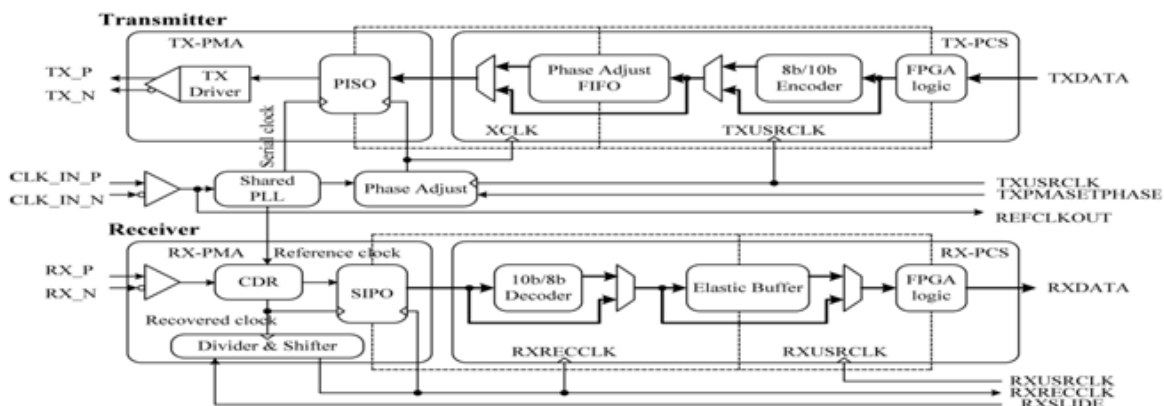 Transmitter
TX-PMA
TX-PCS
TX_P
TX_N
TX
Driver
PISO
Phase Adjust
FIFO
8b/10b
Encoder
FPGA
logic
TXDATA
Serial clock
XCLK
TXUSRCLK
CLK_IN_P
CLK_IN_N
Shared
PLL
Phase Adjust
TXUSRCLK
TXPMASETPHASE
REFCLKOUT
Receiver
RX-PMA
Reference clock
RX-PCS
RX_P
RX_N
CDR
SIPO
10b/8b
Decoder
Elastic Buffer
FPGA
logic
RXDATA
Recovered clock
Divider & Shifter
RXRECCLK
RXUSRCLK
RXUSRCLK
RXRECCLK
RXSLIDE